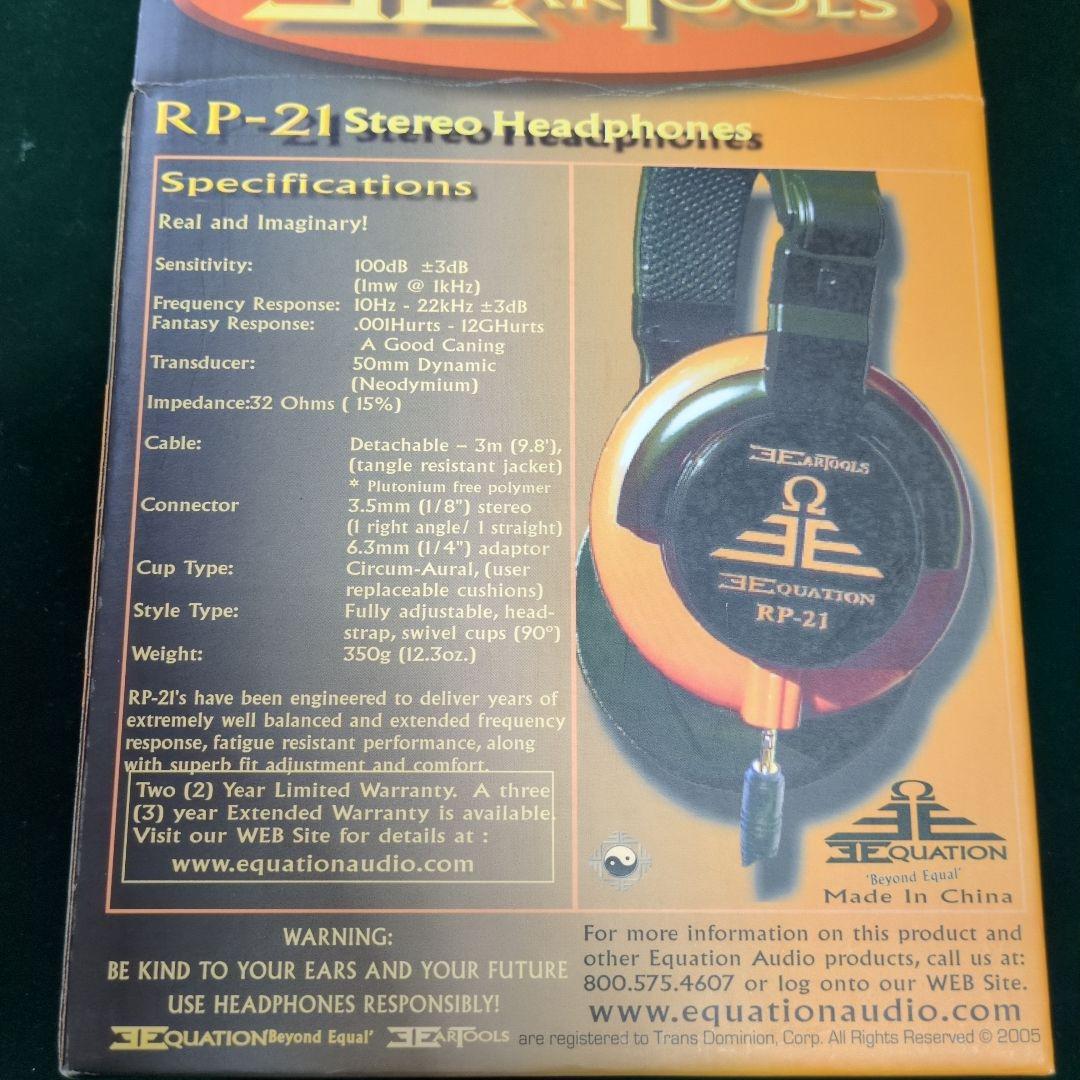 EARTOOLS
RP-21 Stereo Headphones
Specifications
Real and Imaginary!
Sensitivity: 100dB ±3dB
(1mw @ 1kHz)
Frequency Response: 10Hz - 22kHz ±3dB
Fantasy Response: .001Hurts - 12GHurts
A Good Caning
Transducer: 50mm Dynamic
(Neodymium)
Impedance:32 Ohms ( 15%)
Cable: Detachable – 3m (9.8'),
(tangle resistant jacket)
* Plutonium free polymer
Connector 3.5mm (1/8") stereo
(1 right angle/ 1 straight)
6.3mm (1/4") adaptor
Cup Type: Circum-Aural, (user
replaceable cushions)
Style Type: Fully adjustable, head-
strap, swivel cups (90°)
Weight: 350g (12.3oz.)
RP-21's have been engineered to deliver years of
extremely well balanced and extended frequency
response, fatigue resistant performance, along
with superb fit adjustment and comfort.
Two (2) Year Limited Warranty. A three
(3) year Extended Warranty is available.
Visit our WEB Site for details at :
www.equationaudio.com
EARTOOLS
Ω
EE
EQUATION
RP-21
Ω
EE
EQUATION
'Beyond Equal'
Made In China
WARNING:
BE KIND TO YOUR EARS AND YOUR FUTURE
USE HEADPHONES RESPONSIBLY!
For more information on this product and
other Equation Audio products, call us at:
800.575.4607 or log onto our WEB Site.
www.equationaudio.com
EQUATION Beyond Equal' EARTOOLS are registered to Trans Dominion, Corp. All Rights Reserved © 2005